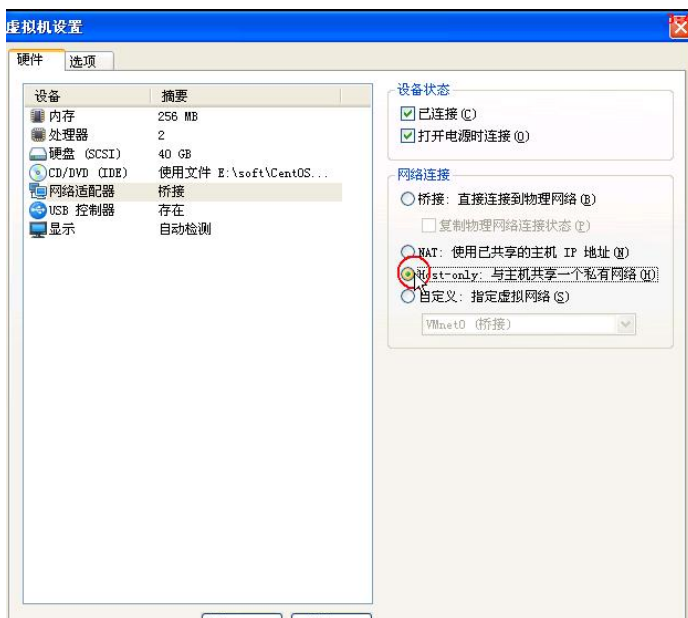 虚拟机设置
硬件 选项
设备 摘要
内存 256 MB
处理器 2
硬盘 (SCSI) 40 GB
CD/DVD (IDE) 使用文件 E:\soft\CentOS...
网络适配器 桥接
USB 控制器 存在
显示 自动检测
设备状态
已连接(C)
打开电源时连接(O)
网络连接
桥接: 直接连接到物理网络(B)
复制物理网络连接状态(P)
NAT: 使用已共享的主机 IP 地址(N)
Host-only: 与主机共享一个私有网络(H)
自定义: 指定虚拟网络(S)
VMnet0 (桥接)